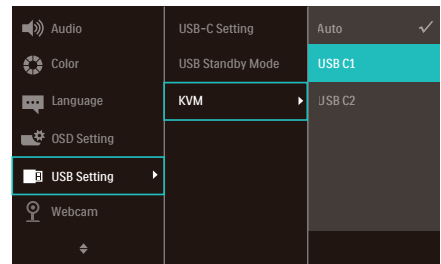 Audio
Color
Language
OSD Setting
USB Setting
Webcam
USB-C Setting
USB Standby Mode
KVM
Auto
USB C1
USB C2